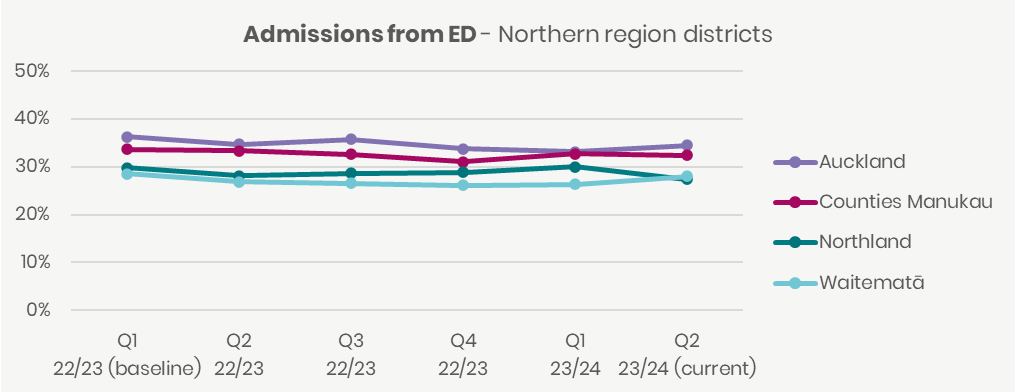 Admissions from ED - Northern region districts
50%
40%
30%
20%
10%
0%
Q1 Q2 Q3 Q4 Q1 Q2
22/23 (baseline) 22/23 22/23 22/23 23/24 23/24 (current)
Auckland
Counties Manukau
Northland
Waitematā